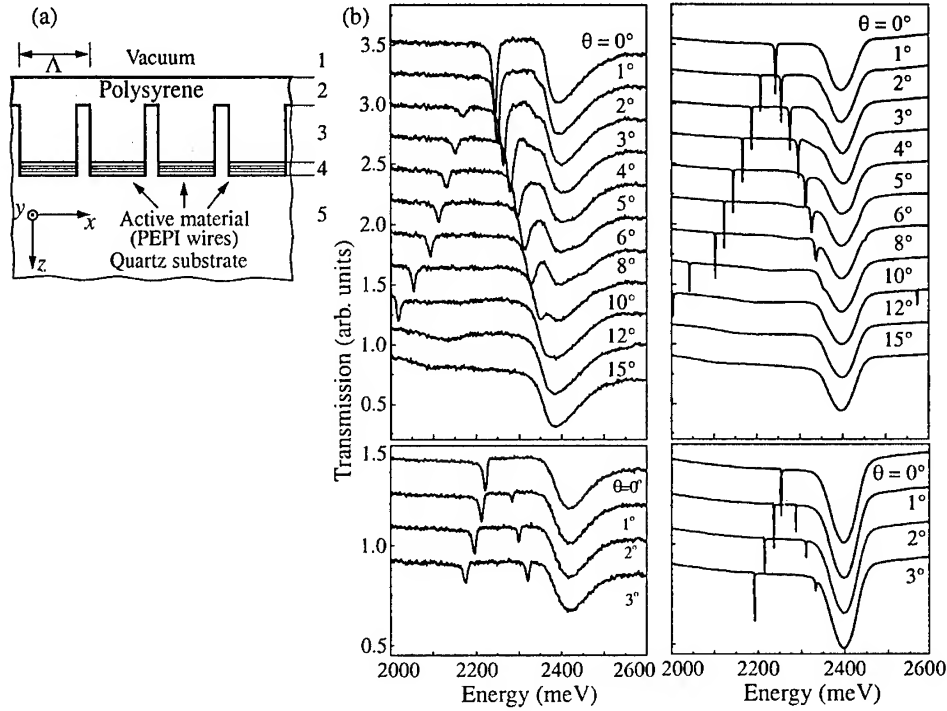 (a)
Λ
Vacuum
Polysyrene
1
2
3
4
5
y
x
z
Active material
(PEPI wires)
Quartz substrate
(b)
Transmission (arb. units)
3.5
3.0
2.5
2.0
1.5
1.0
0.5
θ = 0°
1°
2°
3°
4°
5°
6°
8°
10°
12°
15°
θ = 0°
1°
2°
3°
4°
5°
6°
8°
10°
12°
15°
1.5
1.0
0.5
θ=0°
1°
2°
3°
θ = 0°
1°
2°
3°
2000 2200 2400 2600
Energy (meV)
2000 2200 2400 2600
Energy (meV)